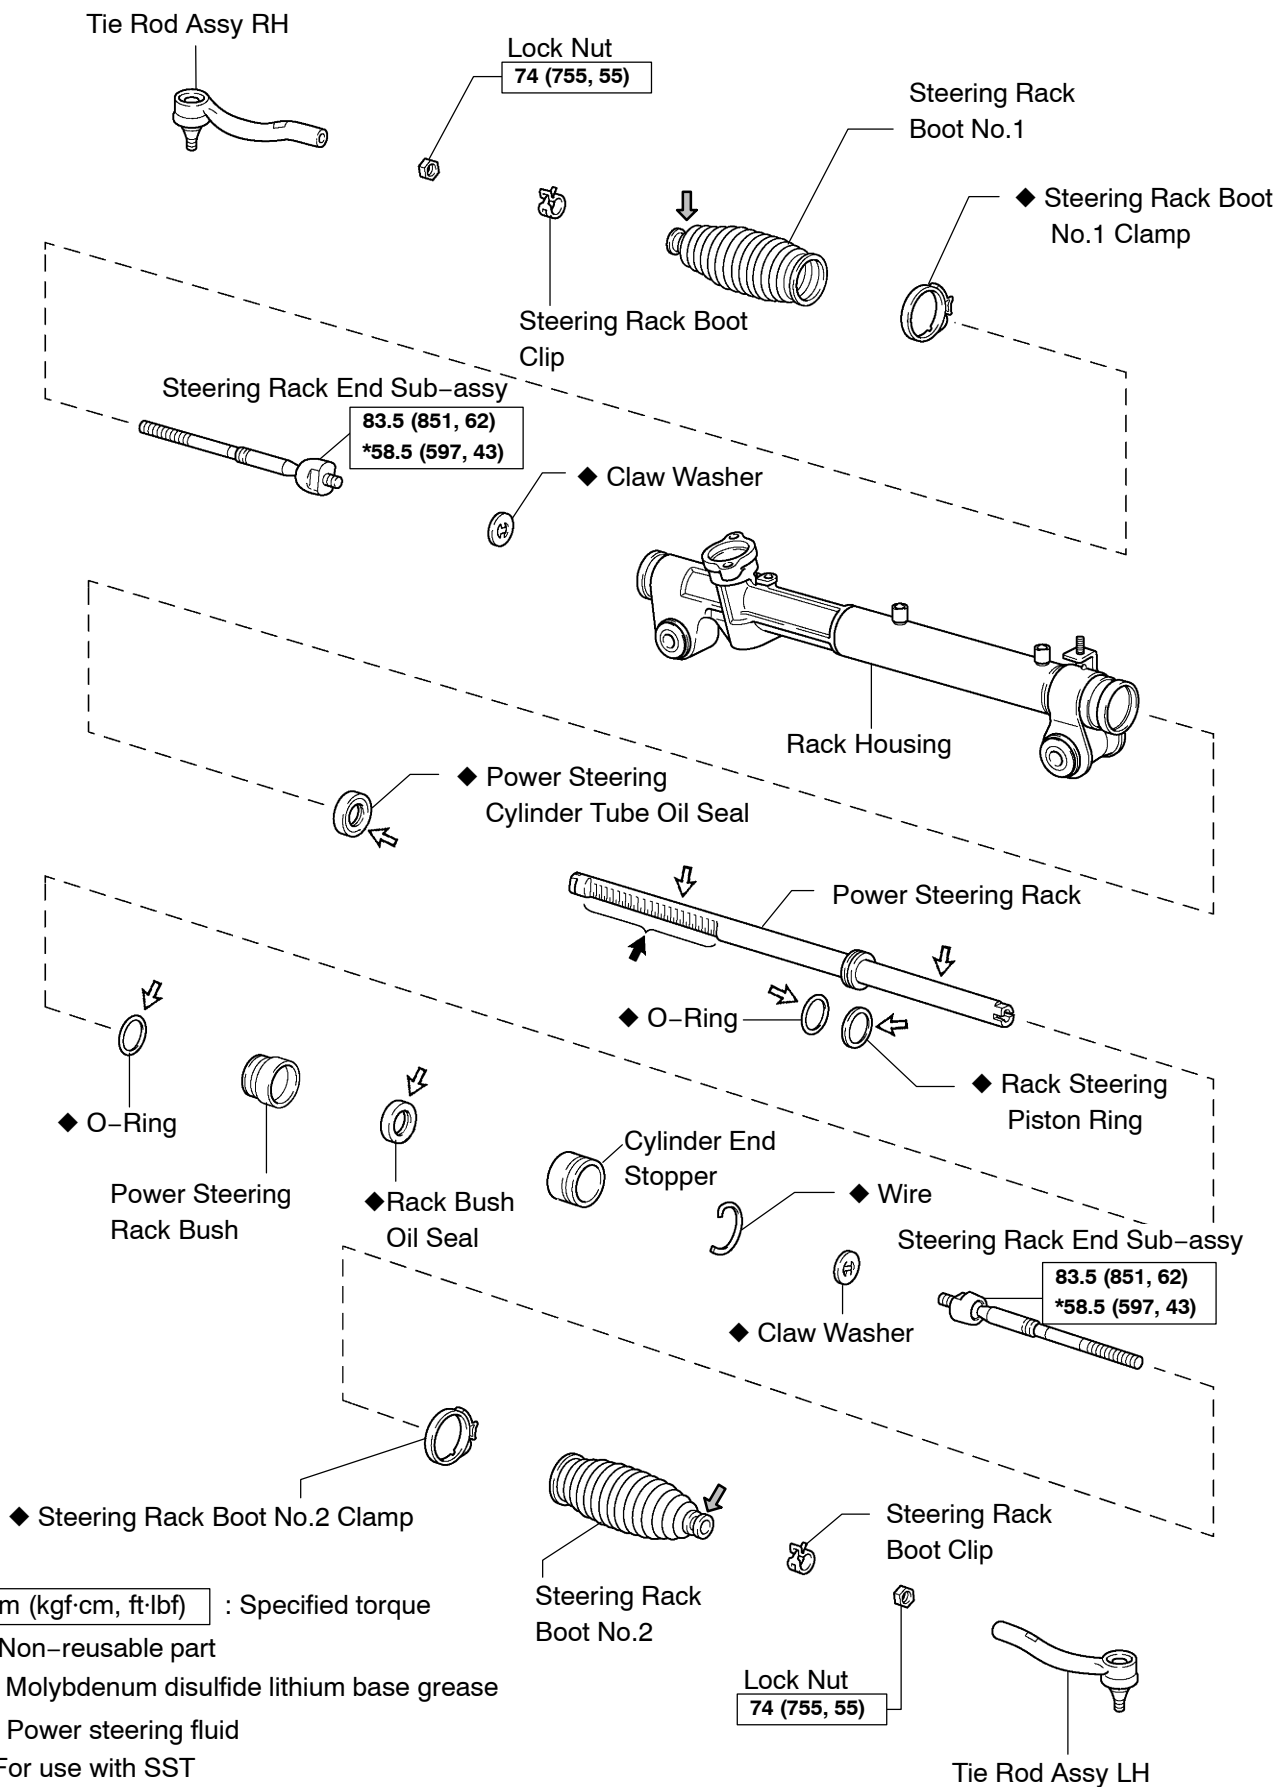 Tie Rod Assy RH
Lock Nut
74 (755, 55)
Steering Rack
Boot No.1
◆ Steering Rack Boot
No.1 Clamp
Steering Rack Boot
Clip
Steering Rack End Sub−assy
83.5 (851, 62)
*58.5 (597, 43)
◆ Claw Washer
Rack Housing
◆ Power Steering
Cylinder Tube Oil Seal
Power Steering Rack
◆ O−Ring
◆ Rack Steering
Piston Ring
◆ O−Ring
Power Steering
Rack Bush
◆Rack Bush
Oil Seal
Cylinder End
Stopper
◆ Wire
Steering Rack End Sub−assy
83.5 (851, 62)
*58.5 (597, 43)
◆ Claw Washer
◆ Steering Rack Boot No.2 Clamp
Steering Rack
Boot No.2
Steering Rack
Boot Clip
Lock Nut
74 (755, 55)
Tie Rod Assy LH
m (kgf·cm, ft·lbf) : Specified torque
Non−reusable part
Molybdenum disulfide lithium base grease
Power steering fluid
For use with SST